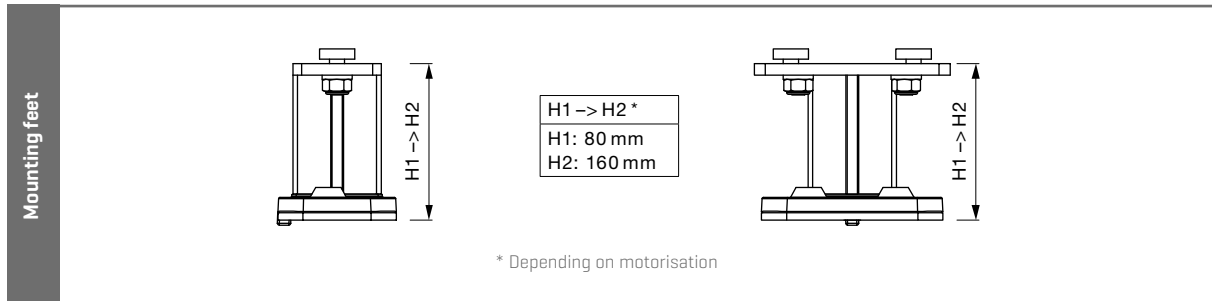 Mounting feet
H1 –> H2
H1 –> H2 *
H1: 80 mm
H2: 160 mm
H1 –> H2
* Depending on motorisation